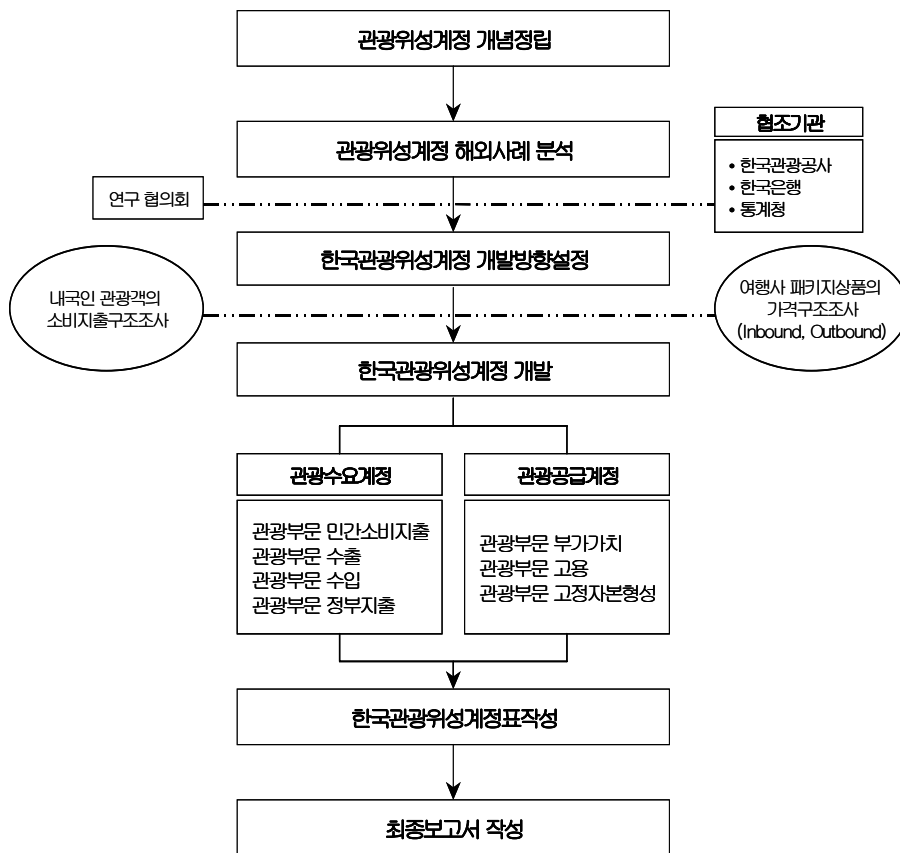 관광위성계정 개념정립
관광위성계정 해외사례 분석
협조기관
• 한국관광공사
• 한국은행
• 통계청
연구 협의회
한국관광위성계정 개발방향설정
내국인 관광객의
소비지출구조조사
여행사 패키지상품의
가격구조조사
(Inbound, Outbound)
한국관광위성계정 개발
관광수요계정
관광부문 민간소비지출
관광부문 수출
관광부문 수입
관광부문 정부지출
관광공급계정
관광부문 부가가치
관광부문 고용
관광부문 고정자본형성
한국관광위성계정표작성
최종보고서 작성